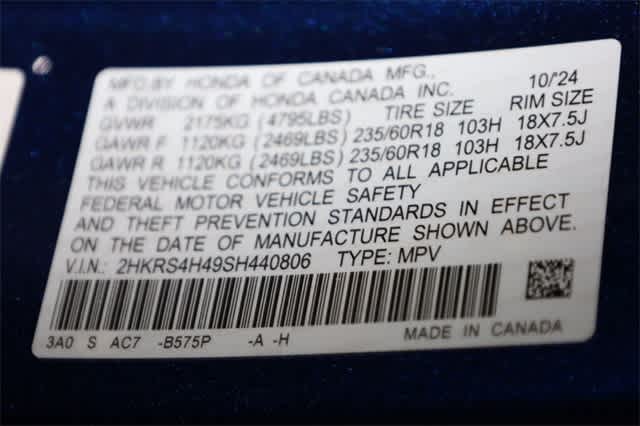 MFG.BY HONDA OF CANADA MFG., 10/'24
A DIVISION OF HONDA CANADA INC.
GVWR 2175KG (4795LBS) TIRE SIZE RIM SIZE
GAWR F 1120KG (2469LBS) 235/60R18 103H 18X7.5J
GAWR R 1120KG (2469LBS) 235/60R18 103H 18X7.5J
THIS VEHICLE CONFORMS TO ALL APPLICABLE
FEDERAL MOTOR VEHICLE SAFETY
AND THEFT PREVENTION STANDARDS IN EFFECT
ON THE DATE OF MANUFACTURE SHOWN ABOVE.
V.I.N.: 2HKRS4H49SH440806 TYPE: MPV
3A0 S AC7 -B575P -A -H MADE IN CANADA